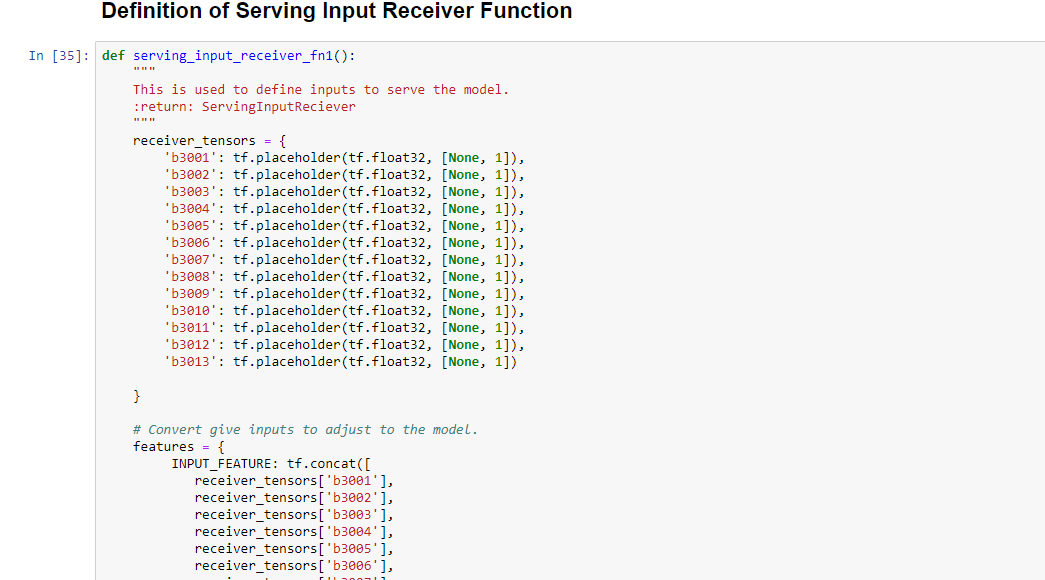 Definition of Serving Input Receiver Function
In [35]: def serving_input_receiver_fn1():
"""
This is used to define inputs to serve the model.
:return: ServingInputReciever
"""
receiver_tensors = {
'b3001': tf.placeholder(tf.float32, [None, 1]),
'b3002': tf.placeholder(tf.float32, [None, 1]),
'b3003': tf.placeholder(tf.float32, [None, 1]),
'b3004': tf.placeholder(tf.float32, [None, 1]),
'b3005': tf.placeholder(tf.float32, [None, 1]),
'b3006': tf.placeholder(tf.float32, [None, 1]),
'b3007': tf.placeholder(tf.float32, [None, 1]),
'b3008': tf.placeholder(tf.float32, [None, 1]),
'b3009': tf.placeholder(tf.float32, [None, 1]),
'b3010': tf.placeholder(tf.float32, [None, 1]),
'b3011': tf.placeholder(tf.float32, [None, 1]),
'b3012': tf.placeholder(tf.float32, [None, 1]),
'b3013': tf.placeholder(tf.float32, [None, 1])
}
# Convert give inputs to adjust to the model.
features = {
INPUT_FEATURE: tf.concat([
receiver_tensors['b3001'],
receiver_tensors['b3002'],
receiver_tensors['b3003'],
receiver_tensors['b3004'],
receiver_tensors['b3005'],
receiver_tensors['b3006'],